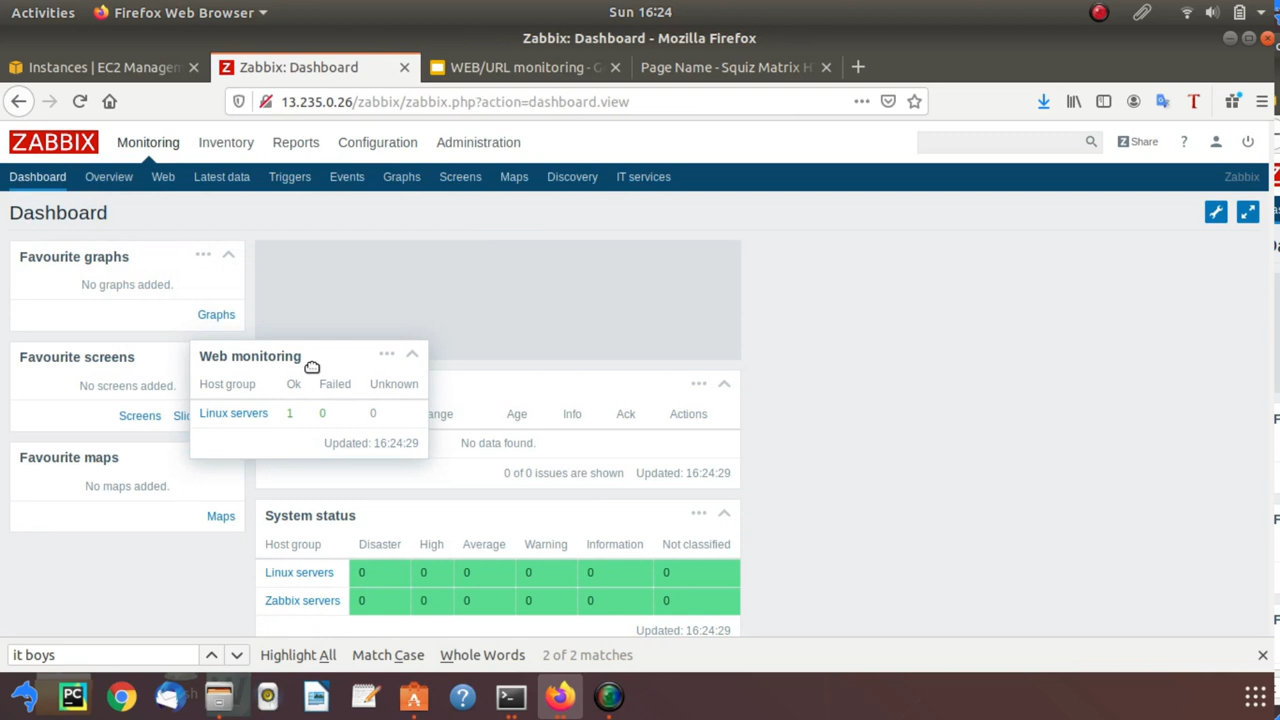 Activities Firefox Web Browser Sun 16:24
Zabbix: Dashboard - Mozilla Firefox
Instances | EC2 Managem Zabbix: Dashboard WEB/URL monitoring - G Page Name - Squiz Matrix H
13.235.0.26/zabbix/zabbix.php?action=dashboard.view
ZABBIX Monitoring Inventory Reports Configuration Administration Z Share ?
Dashboard Overview Web Latest data Triggers Events Graphs Screens Maps Discovery IT services Zabbix
Dashboard
Favourite graphs
No graphs added.
Graphs
Favourite screens
No screens added.
Screens
Favourite maps
No maps added.
Maps
Web monitoring
Host group Ok Failed Unknown
Linux servers 1 0 0
Updated: 16:24:29
Age Info Ack Actions
No data found.
0 of 0 issues are shown Updated: 16:24:29
System status
Host group Disaster High Average Warning Information Not classified
Linux servers 0 0 0 0 0 0
Zabbix servers 0 0 0 0 0 0
Updated: 16:24:29
it boys Highlight All Match Case Whole Words 2 of 2 matches
PC